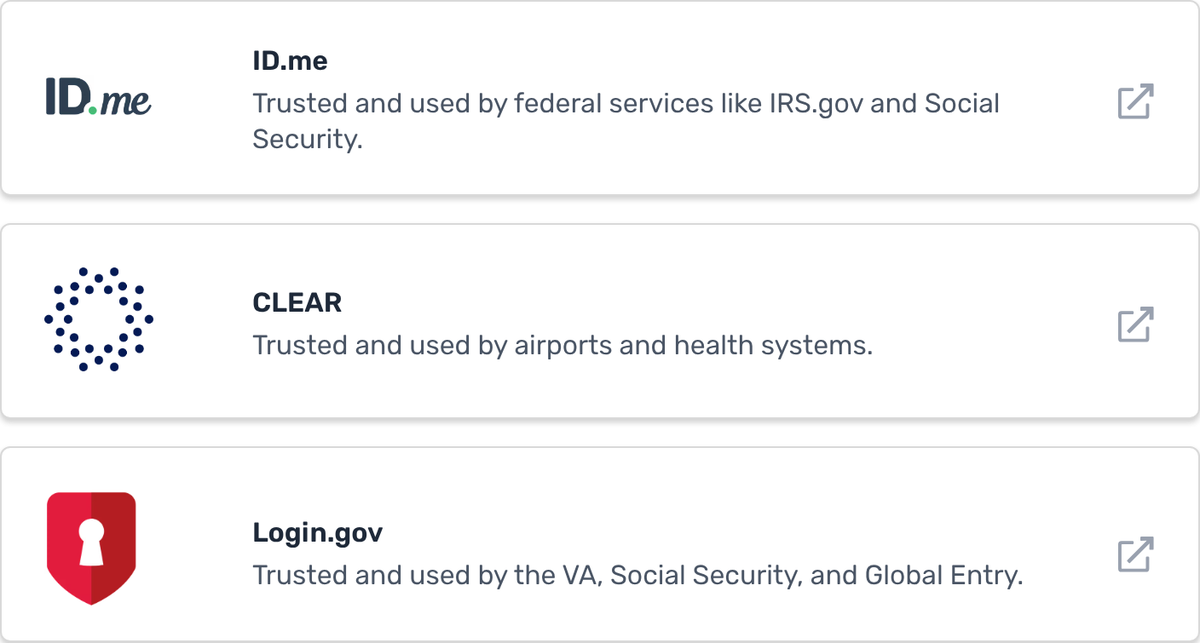 ID.me
ID.me
Trusted and used by federal services like IRS.gov and Social
Security.
CLEAR
Trusted and used by airports and health systems.
Login.gov
Trusted and used by the VA, Social Security, and Global Entry.